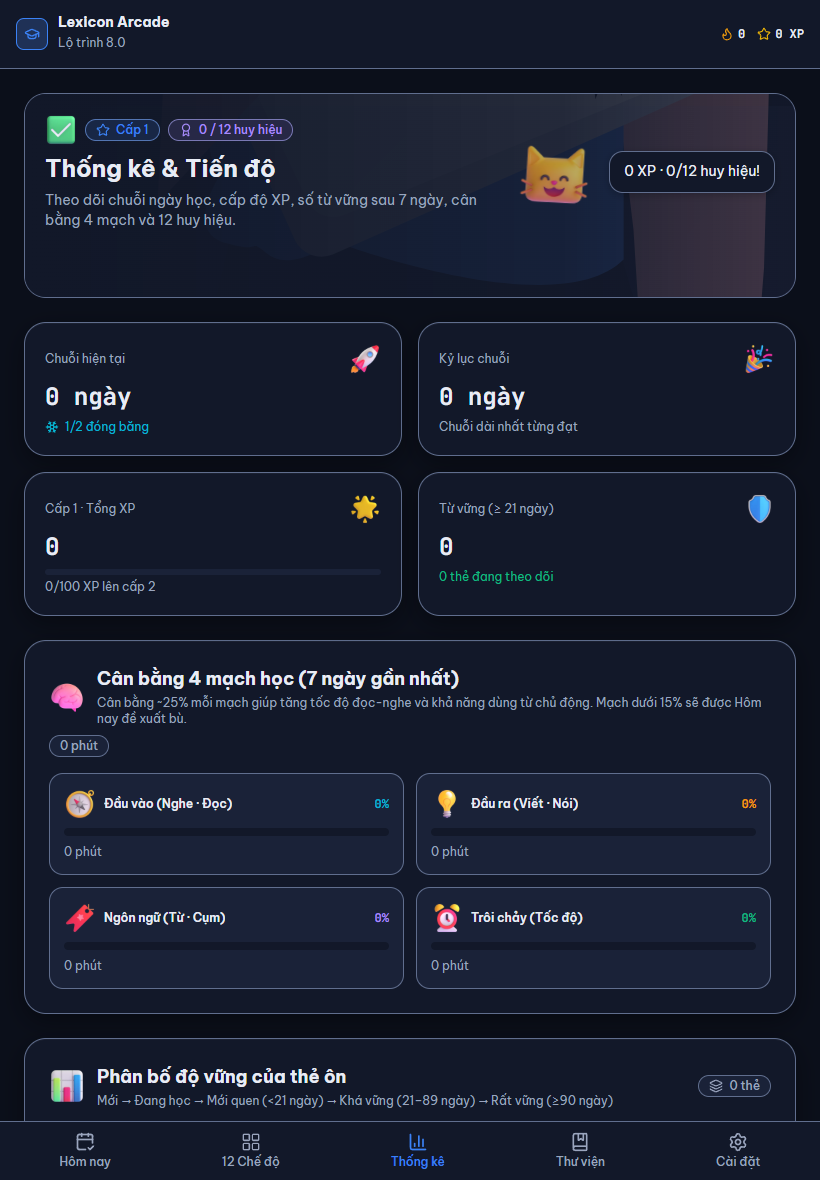 Lexicon Arcade
Lộ trình 8.0
0
0 XP
Cấp 1
0 / 12 huy hiệu
Thống kê & Tiến độ
Theo dõi chuỗi ngày học, cấp độ XP, số từ vững sau 7 ngày, cân
bằng 4 mạch và 12 huy hiệu.
0 XP · 0/12 huy hiệu!
Chuỗi hiện tại
0 ngày
1/2 đóng băng
Kỷ lục chuỗi
0 ngày
Chuỗi dài nhất từng đạt
Cấp 1 · Tổng XP
0
0/100 XP lên cấp 2
Từ vững (≥ 21 ngày)
0
0 thẻ đang theo dõi
Cân bằng 4 mạch học (7 ngày gần nhất)
Cân bằng ~25% mỗi mạch giúp tăng tốc độ đọc-nghe và khả năng dùng từ chủ động. Mạch dưới 15% sẽ được Hôm
nay đề xuất bù.
0 phút
Đầu vào (Nghe · Đọc)
0%
0 phút
Đầu ra (Viết · Nói)
0%
0 phút
Ngôn ngữ (Từ · Cụm)
0%
0 phút
Trôi chảy (Tốc độ)
0%
0 phút
Phân bố độ vững của thẻ ôn
Mới → Đang học → Mới quen (<21 ngày) → Khá vững (21–89 ngày) → Rất vững (≥90 ngày)
0 thẻ
Hôm nay
12 Chế độ
Thống kê
Thư viện
Cài đặt